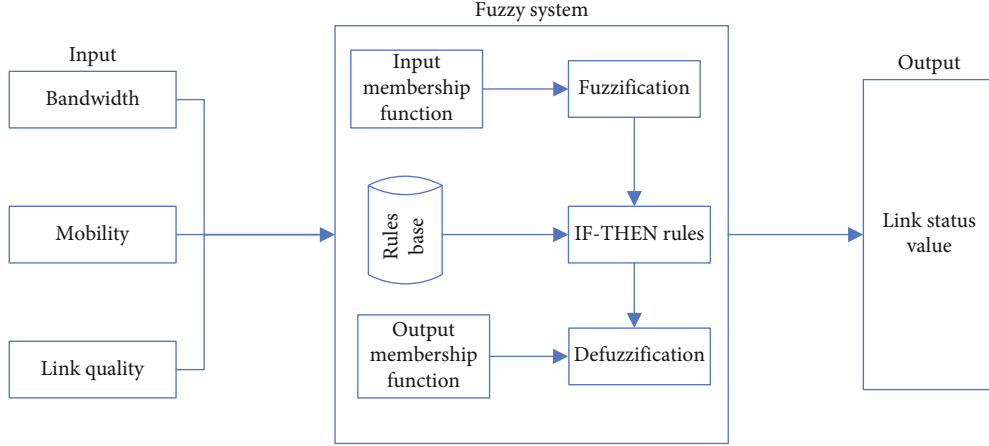 Fuzzy system
Input
Bandwidth
Mobility
Link quality
Input
membership
function
Fuzzification
Rules
base
IF-THEN rules
Output
membership
function
Defuzzification
Output
Link status
value